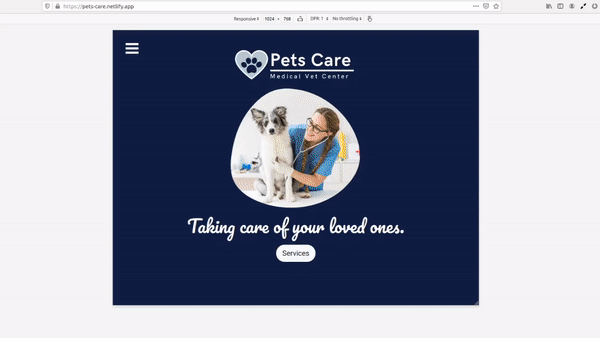 https://pets-care.netlify.app
Responsive 1024 × 768 DPR: 1 No throttling
Pets Care
Medical Vet Center
Taking care of your loved ones.
Services